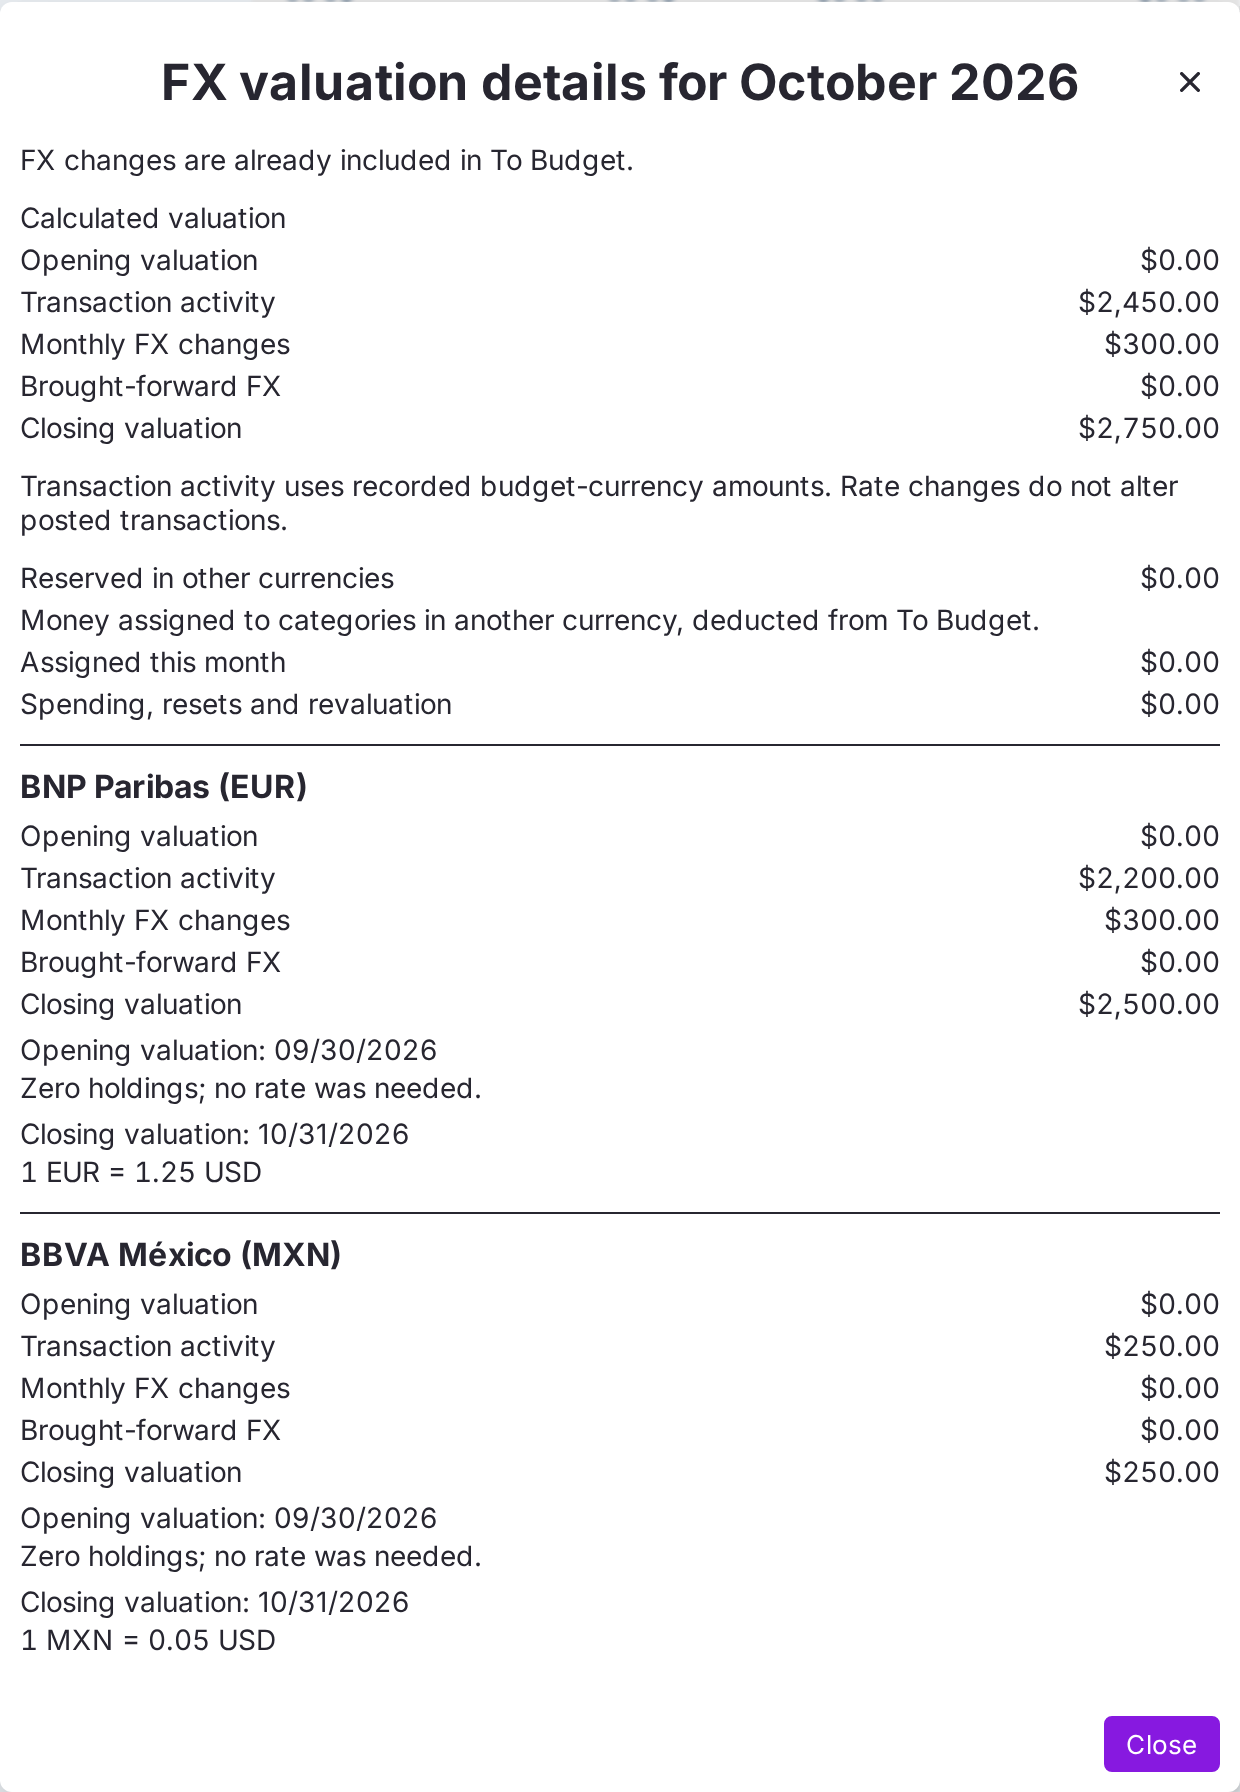 FX valuation details for October 2026
FX changes are already included in To Budget.
Calculated valuation
Opening valuation $0.00
Transaction activity $2,450.00
Monthly FX changes $300.00
Brought-forward FX $0.00
Closing valuation $2,750.00
Transaction activity uses recorded budget-currency amounts. Rate changes do not alter
posted transactions.
Reserved in other currencies $0.00
Money assigned to categories in another currency, deducted from To Budget.
Assigned this month $0.00
Spending, resets and revaluation $0.00
BNP Paribas (EUR)
Opening valuation $0.00
Transaction activity $2,200.00
Monthly FX changes $300.00
Brought-forward FX $0.00
Closing valuation $2,500.00
Opening valuation: 09/30/2026
Zero holdings; no rate was needed.
Closing valuation: 10/31/2026
1 EUR = 1.25 USD
BBVA México (MXN)
Opening valuation $0.00
Transaction activity $250.00
Monthly FX changes $0.00
Brought-forward FX $0.00
Closing valuation $250.00
Opening valuation: 09/30/2026
Zero holdings; no rate was needed.
Closing valuation: 10/31/2026
1 MXN = 0.05 USD
Close